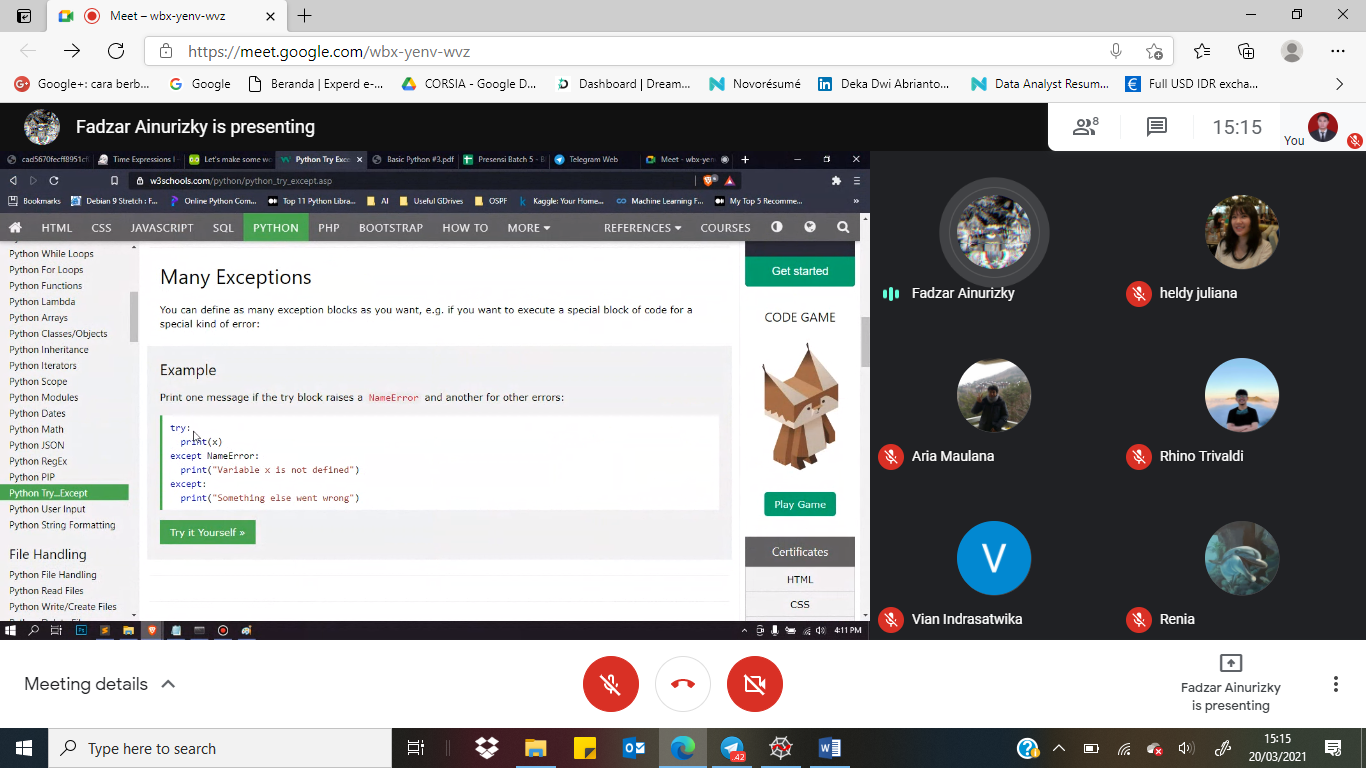 Meet – wbx-yenv-wvz
https://meet.google.com/wbx-yenv-wvz
Google+: cara berb...
Google
Beranda | Experd e-...
CORSIA - Google D...
Dashboard | Dream...
Novorésumé
Deka Dwi Abrianto...
Data Analyst Resum...
Full USD IDR excha...
Fadzar Ainurizky is presenting
8
15:15
You
Time Expressions I
Let's make some wo
Python Try Exce
Basic Python #3.pdf
Presensi Batch 5 - B
Telegram Web
Meet - wbx-yen
w3schools.com/python/python_try_except.asp
Bookmarks
Debian 9 Stretch : F...
Online Python Com...
Top 11 Python Libra...
AI
Useful GDrives
OSPF
Kaggle: Your Home...
Machine Learning F...
My Top 5 Recomme...
HTML
CSS
JAVASCRIPT
SQL
PYTHON
PHP
BOOTSTRAP
HOW TO
MORE
REFERENCES
COURSES
Python While Loops
Python For Loops
Python Functions
Python Lambda
Python Arrays
Python Classes/Objects
Python Inheritance
Python Iterators
Python Scope
Python Modules
Python Dates
Python Math
Python JSON
Python RegEx
Python PIP
Python Try...Except
Python User Input
Python String Formatting
File Handling
Python File Handling
Python Read Files
Python Write/Create Files
Many Exceptions
You can define as many exception blocks as you want, e.g. if you want to execute a special block of code for a
special kind of error:
Example
Print one message if the try block raises a NameError and another for other errors:
try:
print(x)
except NameError:
print("Variable x is not defined")
except:
print("Something else went wrong")
Try it Yourself »
Get started
CODE GAME
Play Game
Certificates
HTML
CSS
4:11 PM
Fadzar Ainurizky
heldy juliana
Aria Maulana
Rhino Trivaldi
V
Vian Indrasatwika
Renia
Meeting details
Fadzar Ainurizky
is presenting
Type here to search
42
15:15
20/03/2021